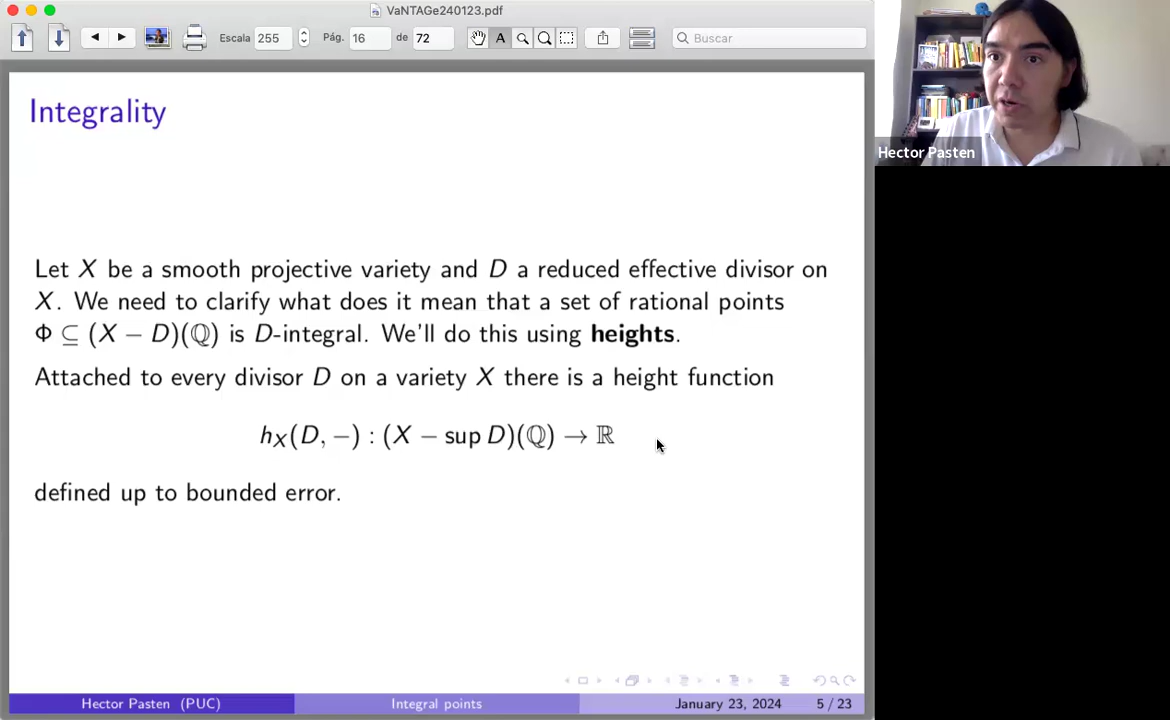 VaNTAGe240123.pdf
Escala 255 Pág. 16 de 72 A Buscar
Integrality
Let X be a smooth projective variety and D a reduced effective divisor on
X. We need to clarify what does it mean that a set of rational points
Φ ⊆ (X − D)(ℚ) is D-integral. We'll do this using heights.
Attached to every divisor D on a variety X there is a height function
h_X(D, −) : (X − sup D)(ℚ) → ℝ
defined up to bounded error.
Hector Pasten (PUC) Integral points January 23, 2024 5 / 23
Hector Pasten